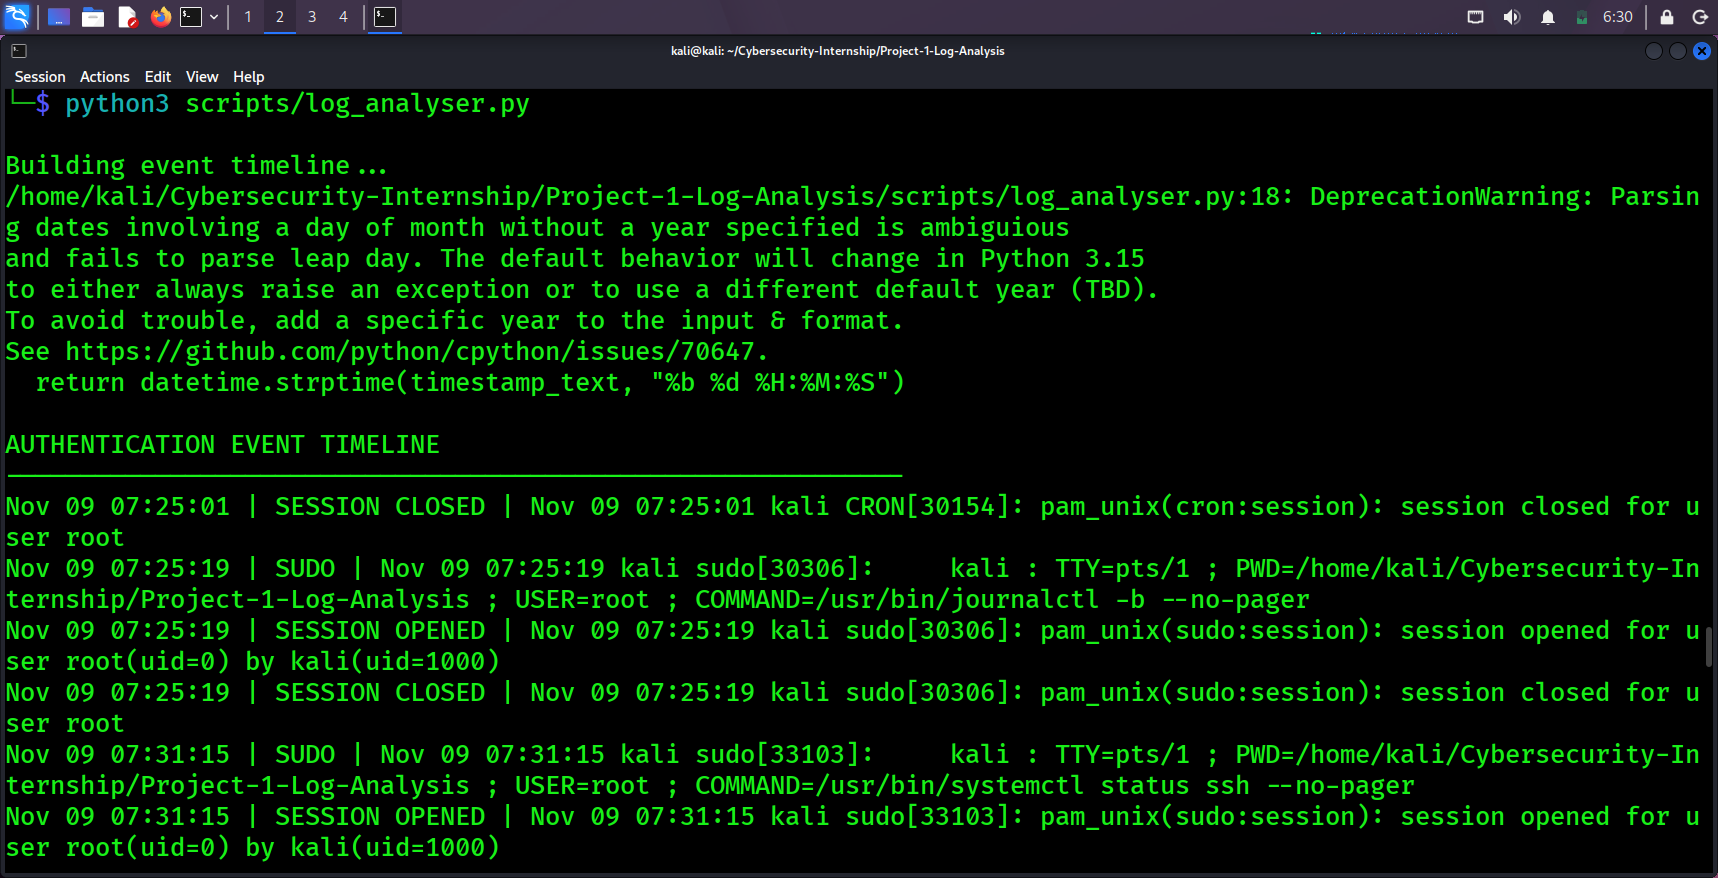 1 2 3 4 6:30
kali@kali: ~/Cybersecurity-Internship/Project-1-Log-Analysis
Session Actions Edit View Help
└─$ python3 scripts/log_analyser.py
Building event timeline...
/home/kali/Cybersecurity-Internship/Project-1-Log-Analysis/scripts/log_analyser.py:18: DeprecationWarning: Parsin
g dates involving a day of month without a year specified is ambiguious
and fails to parse leap day. The default behavior will change in Python 3.15
to either always raise an exception or to use a different default year (TBD).
To avoid trouble, add a specific year to the input & format.
See https://github.com/python/cpython/issues/70647.
  return datetime.strptime(timestamp_text, "%b %d %H:%M:%S")
AUTHENTICATION EVENT TIMELINE
------------------------------------------------------------
Nov 09 07:25:01 | SESSION CLOSED | Nov 09 07:25:01 kali CRON[30154]: pam_unix(cron:session): session closed for u
ser root
Nov 09 07:25:19 | SUDO | Nov 09 07:25:19 kali sudo[30306]:     kali : TTY=pts/1 ; PWD=/home/kali/Cybersecurity-In
ternship/Project-1-Log-Analysis ; USER=root ; COMMAND=/usr/bin/journalctl -b --no-pager
Nov 09 07:25:19 | SESSION OPENED | Nov 09 07:25:19 kali sudo[30306]: pam_unix(sudo:session): session opened for u
ser root(uid=0) by kali(uid=1000)
Nov 09 07:25:19 | SESSION CLOSED | Nov 09 07:25:19 kali sudo[30306]: pam_unix(sudo:session): session closed for u
ser root
Nov 09 07:31:15 | SUDO | Nov 09 07:31:15 kali sudo[33103]:     kali : TTY=pts/1 ; PWD=/home/kali/Cybersecurity-In
ternship/Project-1-Log-Analysis ; USER=root ; COMMAND=/usr/bin/systemctl status ssh --no-pager
Nov 09 07:31:15 | SESSION OPENED | Nov 09 07:31:15 kali sudo[33103]: pam_unix(sudo:session): session opened for u
ser root(uid=0) by kali(uid=1000)